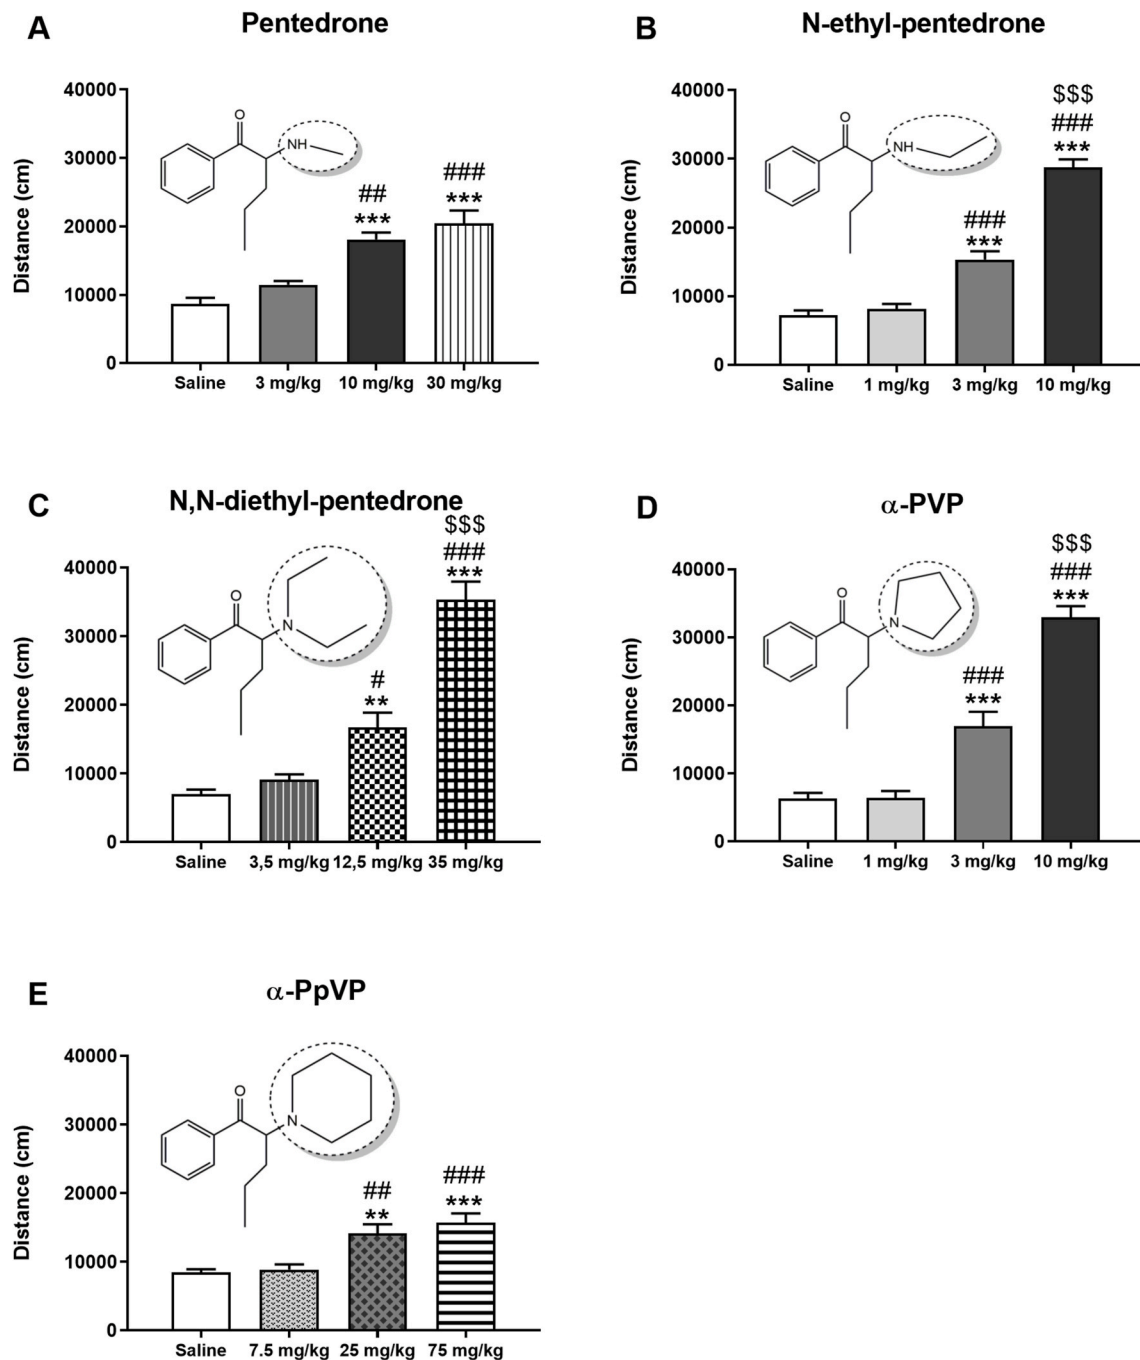 A
Pentedrone
Distance (cm)
40000
30000
20000
10000
0
O
NH
##
***
###
***
Saline 3 mg/kg 10 mg/kg 30 mg/kg
B
N-ethyl-pentedrone
Distance (cm)
40000
30000
20000
10000
0
O
NH
###
***
$$$
###
***
Saline 1 mg/kg 3 mg/kg 10 mg/kg
C
N,N-diethyl-pentedrone
Distance (cm)
40000
30000
20000
10000
0
O
N
#
**
$$$
###
***
Saline 3,5 mg/kg 12,5 mg/kg 35 mg/kg
D
α-PVP
Distance (cm)
40000
30000
20000
10000
0
O
N
###
***
$$$
###
***
Saline 1 mg/kg 3 mg/kg 10 mg/kg
E
α-PpVP
Distance (cm)
40000
30000
20000
10000
0
O
N
##
**
###
***
Saline 7.5 mg/kg 25 mg/kg 75 mg/kg